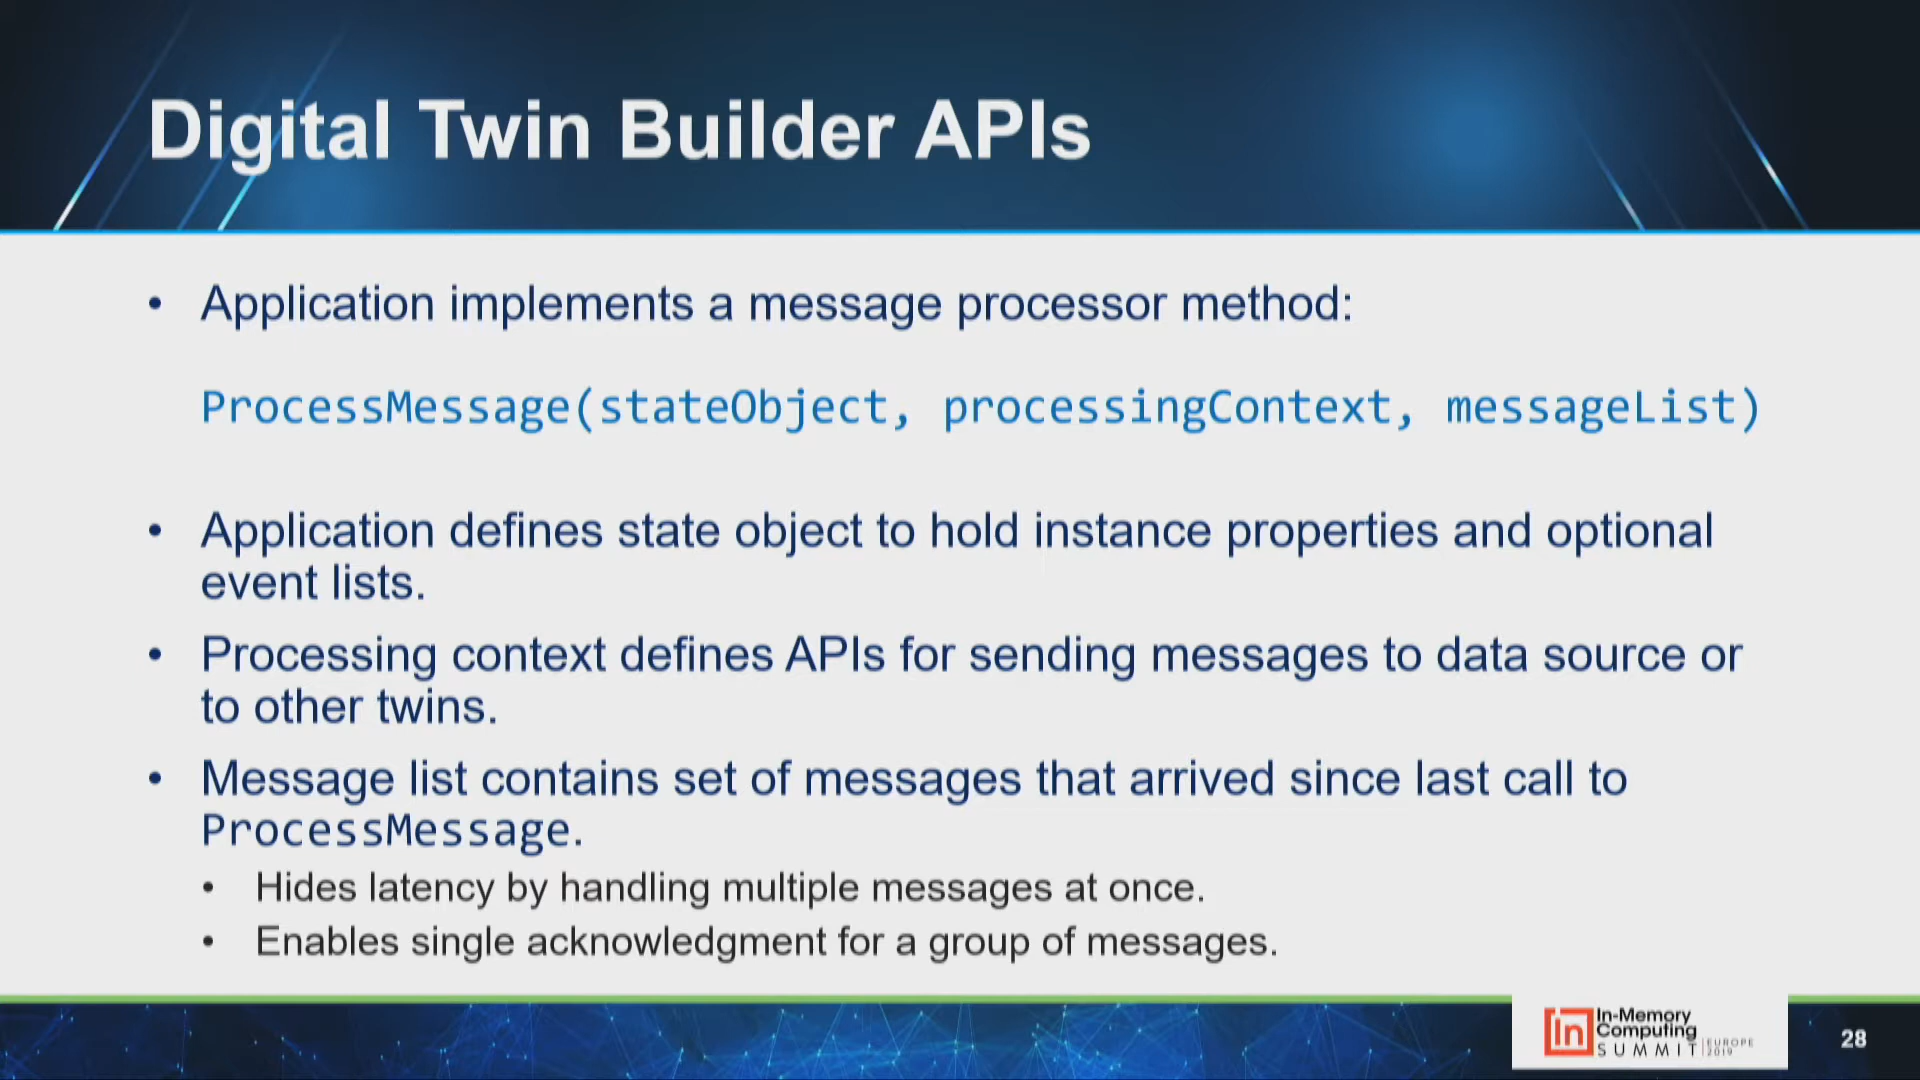 Digital Twin Builder APIs
• Application implements a message processor method:
ProcessMessage(stateObject, processingContext, messageList)
• Application defines state object to hold instance properties and optional
event lists.
• Processing context defines APIs for sending messages to data source or
to other twins.
• Message list contains set of messages that arrived since last call to
ProcessMessage.
• Hides latency by handling multiple messages at once.
• Enables single acknowledgment for a group of messages.
in
In-Memory
Computing
SUMMIT
EUROPE
2019
28